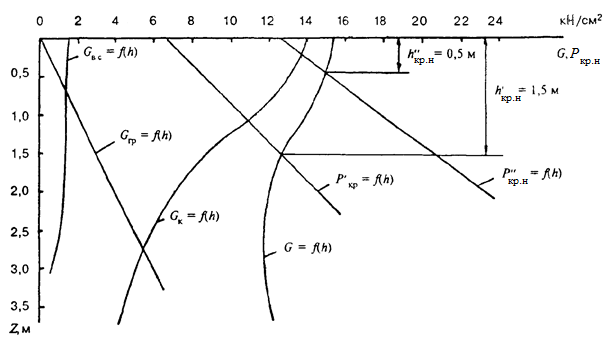 кН/см²
0 2 4 6 8 10 12 14 16 18 20 22 24
G, Pкр.н
Gв с = f(h)
h″кр.н = 0,5 м
0,5
h′кр.н = 1,5 м
1,0
Gгр = f(h)
1,5
P′кр = f(h)
P″кр.н = f(h)
2,0
Gк = f(h)
2,5
G = f(h)
3,0
3,5
Z, м